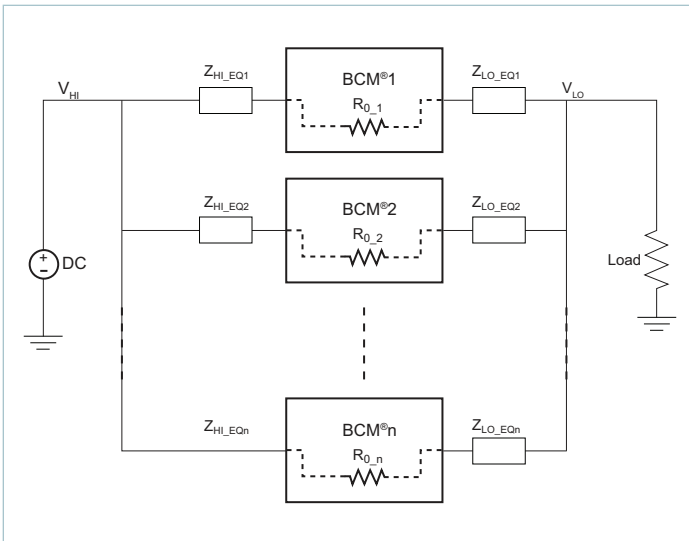 Z_HI_EQ1
BCM®1
Z_LO_EQ1
V_HI
R_0_1
V_LO
Z_HI_EQ2
BCM®2
Z_LO_EQ2
R_0_2
+
DC
−
Load
Z_HI_EQn
BCM®n
Z_LO_EQn
R_0_n